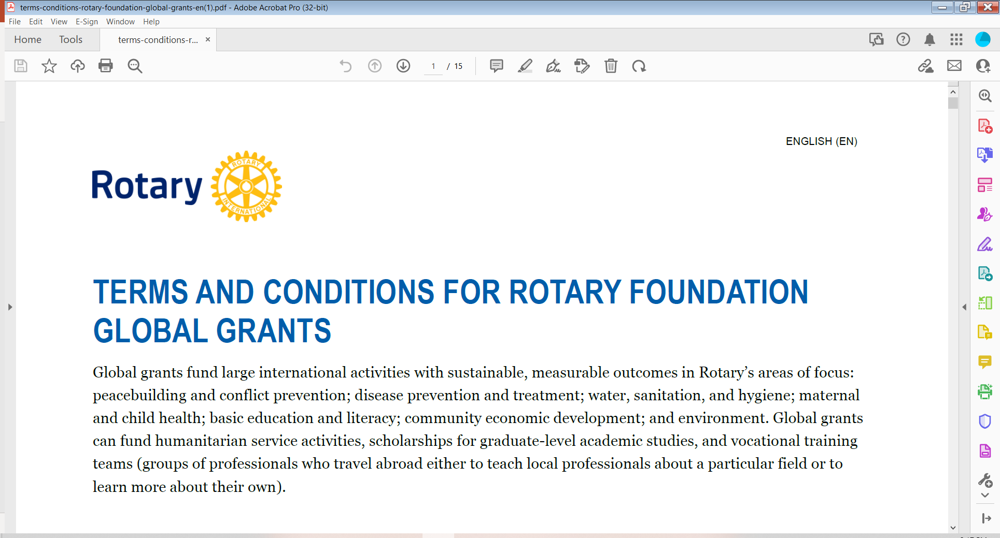 terms-conditions-rotary-foundation-global-grants-en(1).pdf - Adobe Acrobat Pro (32-bit)
File Edit View E-Sign Window Help
Home Tools terms-conditions-r... ×
1 / 15
ENGLISH (EN)
Rotary
ROTARY
INTERNATIONAL
TERMS AND CONDITIONS FOR ROTARY FOUNDATION
GLOBAL GRANTS
Global grants fund large international activities with sustainable, measurable outcomes in Rotary’s areas of focus:
peacebuilding and conflict prevention; disease prevention and treatment; water, sanitation, and hygiene; maternal
and child health; basic education and literacy; community economic development; and environment. Global grants
can fund humanitarian service activities, scholarships for graduate-level academic studies, and vocational training
teams (groups of professionals who travel abroad either to teach local professionals about a particular field or to
learn more about their own).